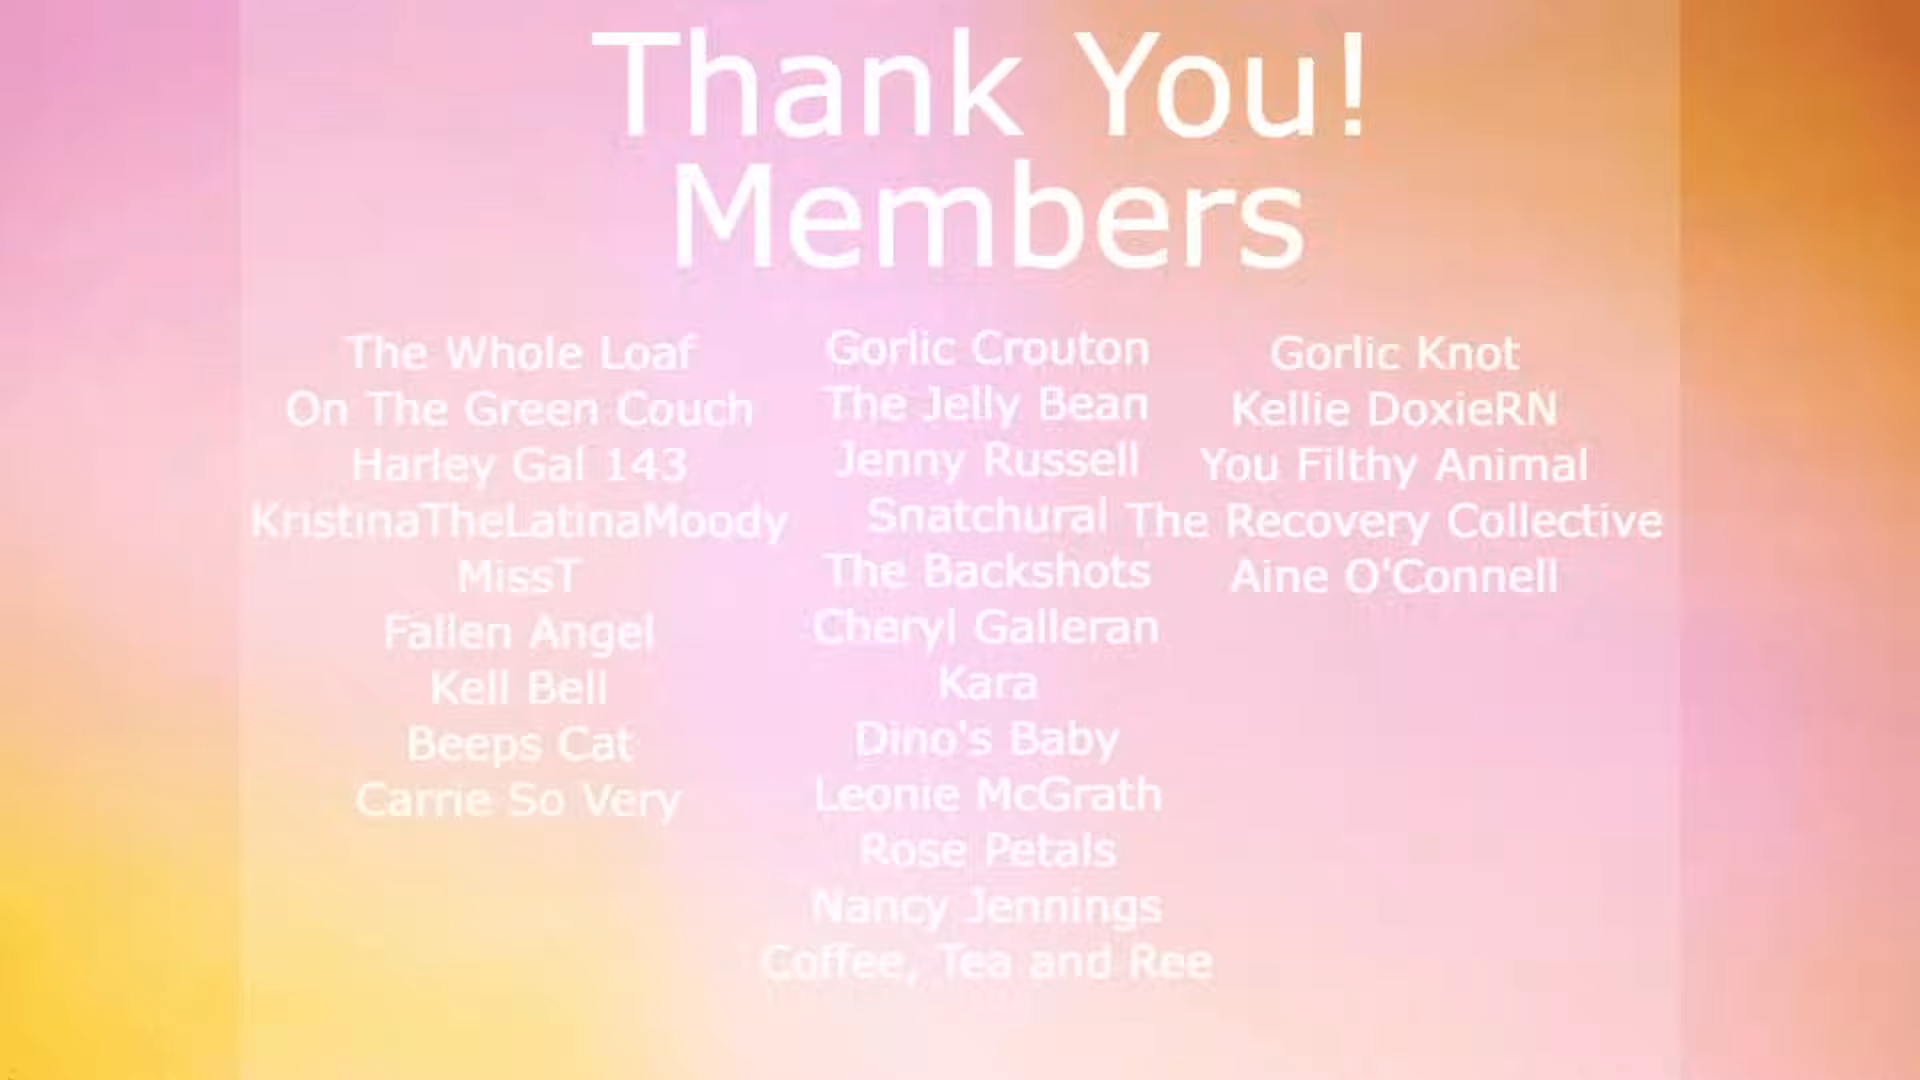 Thank You!
Members
The Whole Loaf
On The Green Couch
Harley Gal 143
KristinaTheLatinaMoody
MissT
Fallen Angel
Kell Bell
Beeps Cat
Carrie So Very
Gorlic Crouton
The Jelly Bean
Jenny Russell
Snatchural
The Backshots
Cheryl Galleran
Kara
Dino's Baby
Leonie McGrath
Rose Petals
Nancy Jennings
Coffee, Tea and Ree
Gorlic Knot
Kellie DoxieRN
You Filthy Animal
The Recovery Collective
Aine O'Connell